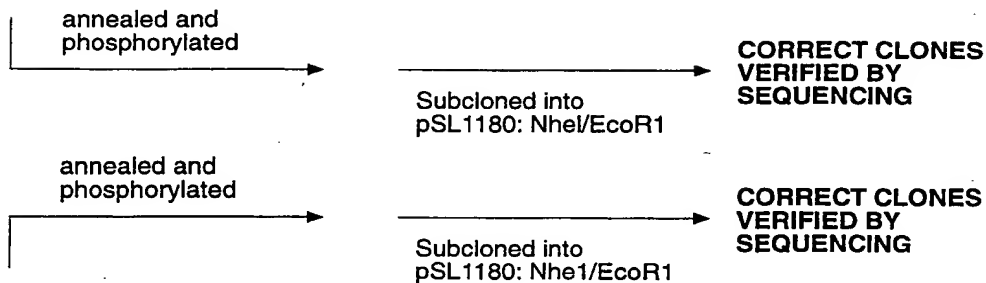 annealed and
phosphorylated
Subcloned into
pSL1180: NheI/EcoR1
CORRECT CLONES
VERIFIED BY
SEQUENCING
annealed and
phosphorylated
Subcloned into
pSL1180: Nhe1/EcoR1
CORRECT CLONES
VERIFIED BY
SEQUENCING